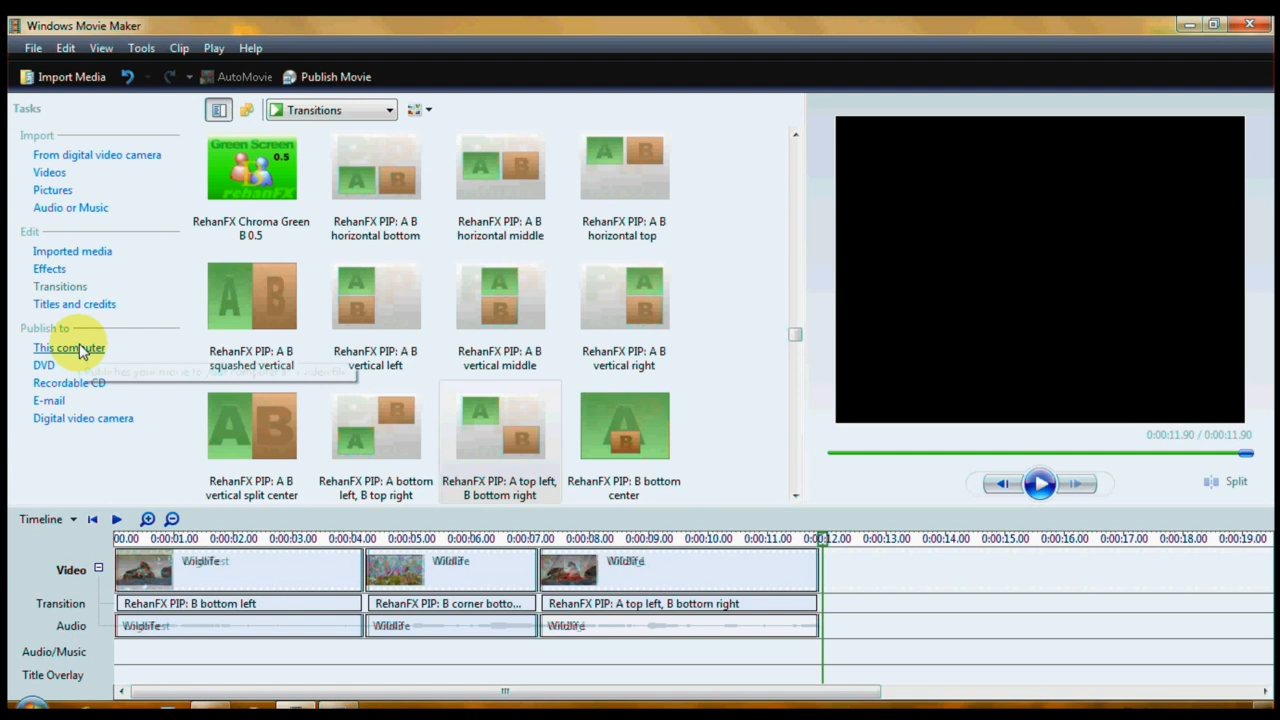 Windows Movie Maker
File Edit View Tools Clip Play Help
Import Media AutoMovie Publish Movie
Tasks
Transitions
Import
From digital video camera
Videos
Pictures
Audio or Music
Edit
Imported media
Effects
Transitions
Titles and credits
Publish to
This computer
DVD
Recordable CD
E-mail
Digital video camera
Green Screen
0.5
rehanFX
RehanFX Chroma Green B 0.5
A B
RehanFX PIP: A B horizontal bottom
A B
RehanFX PIP: A B horizontal middle
A B
RehanFX PIP: A B horizontal top
A B
RehanFX PIP: A B squashed vertical
A B
RehanFX PIP: A B vertical left
A B
RehanFX PIP: A B vertical middle
A B
RehanFX PIP: A B vertical right
A B
RehanFX PIP: A B vertical split center
A B
RehanFX PIP: A bottom left, B top right
A B
RehanFX PIP: A top left, B bottom right
A B
RehanFX PIP: B bottom center
0:00:11.90 / 0:00:11.90
Split
Timeline
00.00 0:00:01.00 0:00:02.00 0:00:03.00 0:00:04.00 0:00:05.00 0:00:06.00 0:00:07.00 0:00:08.00 0:00:09.00 0:00:10.00 0:00:11.00 0:00:12.00 0:00:13.00 0:00:14.00 0:00:15.00 0:00:16.00 0:00:17.00 0:00:18.00 0:00:19.00
Video Wildlife Wildlife Wildlife
Transition RehanFX PIP: B bottom left RehanFX PIP: B corner botto... RehanFX PIP: A top left, B bottom right
Audio Wildlife Wildlife Wildlife
Audio/Music
Title Overlay